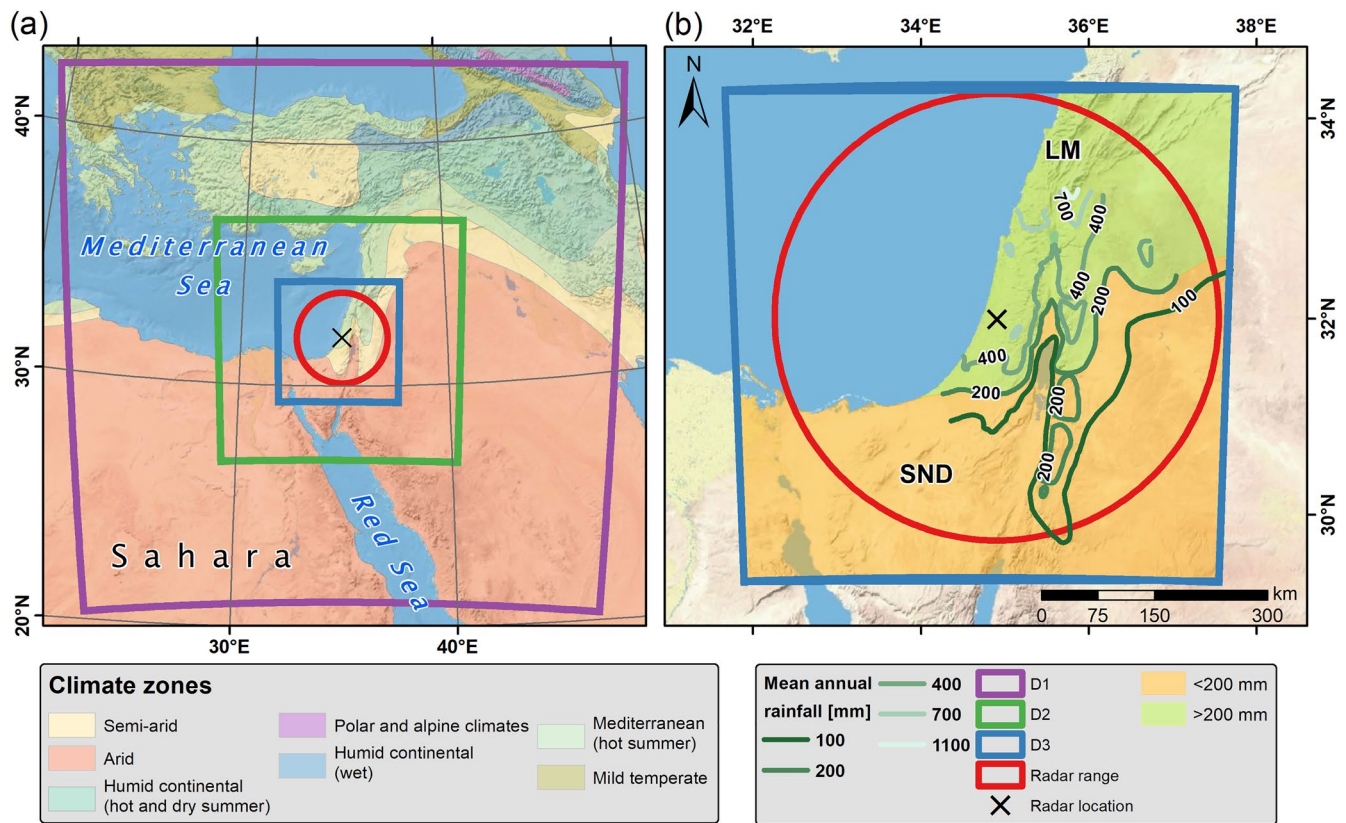 (a)
40°N
30°N
20°N
30°E
40°E
Mediterranean
Sea
Sahara
Red Sea
(b)
32°E
34°E
36°E
38°E
34°N
32°N
30°N
N
LM
700
400
400
200
100
400
200
200
200
SND
km
0
75
150
300
Climate zones
Semi-arid
Arid
Humid continental
(hot and dry summer)
Polar and alpine climates
Humid continental
(wet)
Mediterranean
(hot summer)
Mild temperate
Mean annual
rainfall [mm]
100
200
400
700
1100
D1
D2
D3
Radar range
Radar location
<200 mm
>200 mm